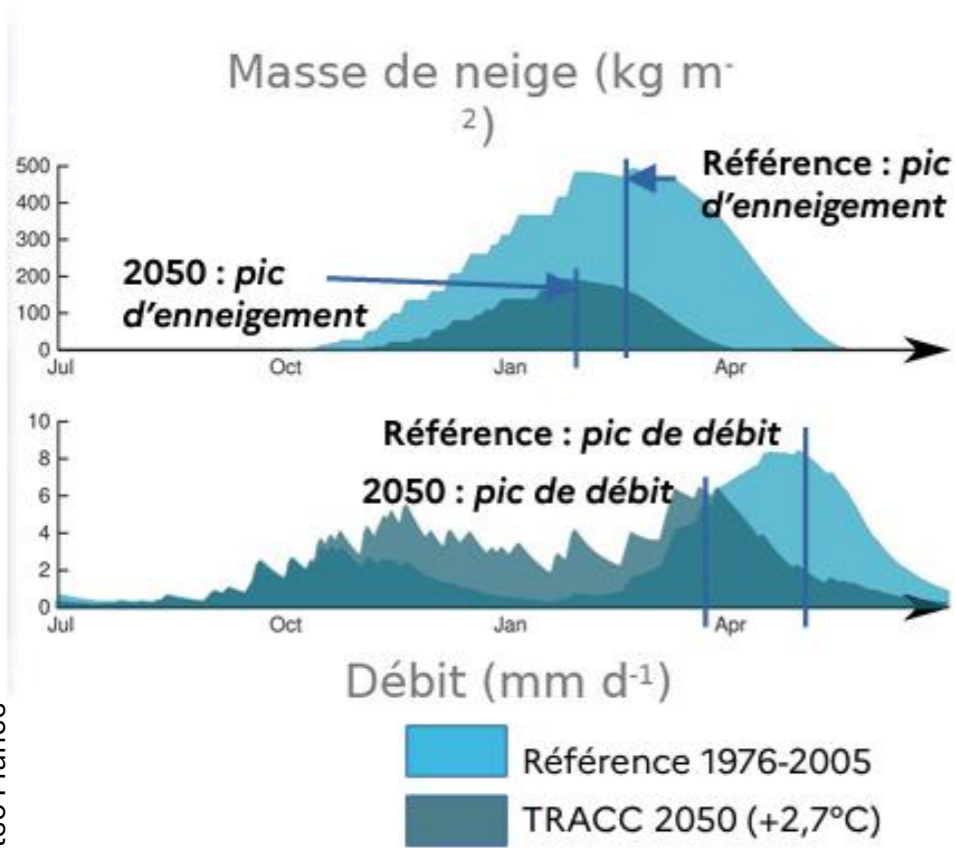 Masse de neige (kg m-
2)
500
400
300
200
100
0
Référence : pic
d'enneigement
2050 : pic
d'enneigement
Jul Oct Jan Apr
10
8
6
4
2
0
Référence : pic de débit
2050 : pic de débit
Jul Oct Jan Apr
Débit (mm d-1)
Référence 1976-2005
TRACC 2050 (+2,7°C)